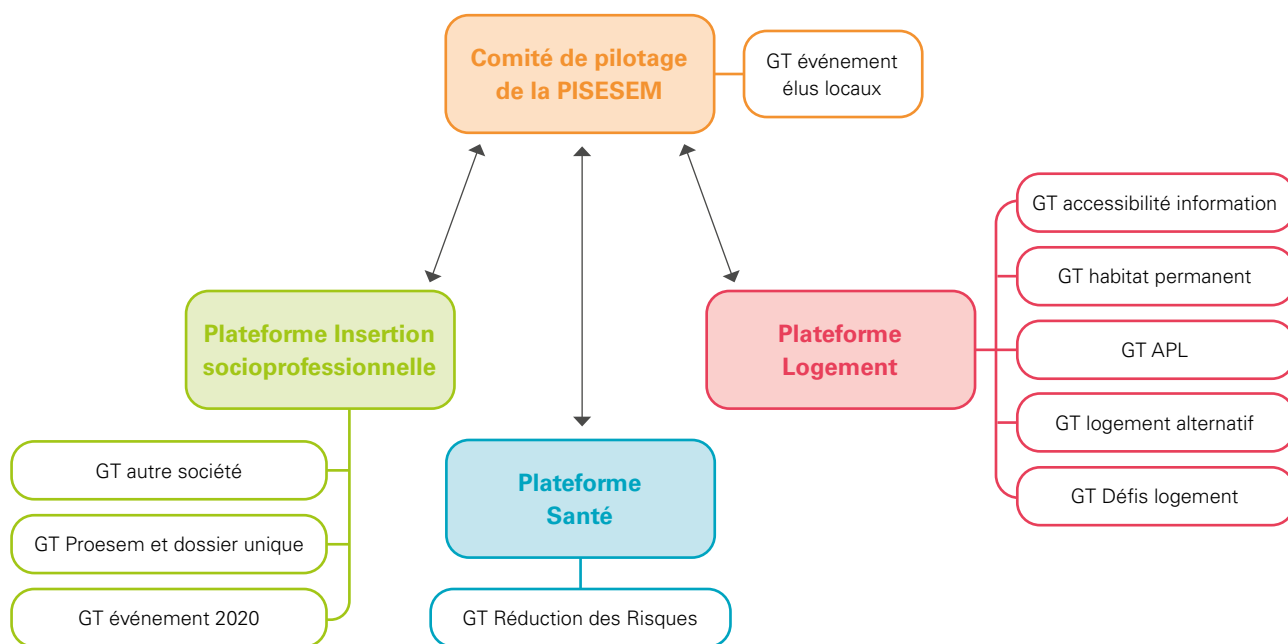 Comité de pilotage
de la PISESEM
GT événement
élus locaux
Plateforme Insertion
socioprofessionnelle
GT autre société
GT Proesem et dossier unique
GT événement 2020
Plateforme
Santé
GT Réduction des Risques
Plateforme
Logement
GT accessibilité information
GT habitat permanent
GT APL
GT logement alternatif
GT Défis logement